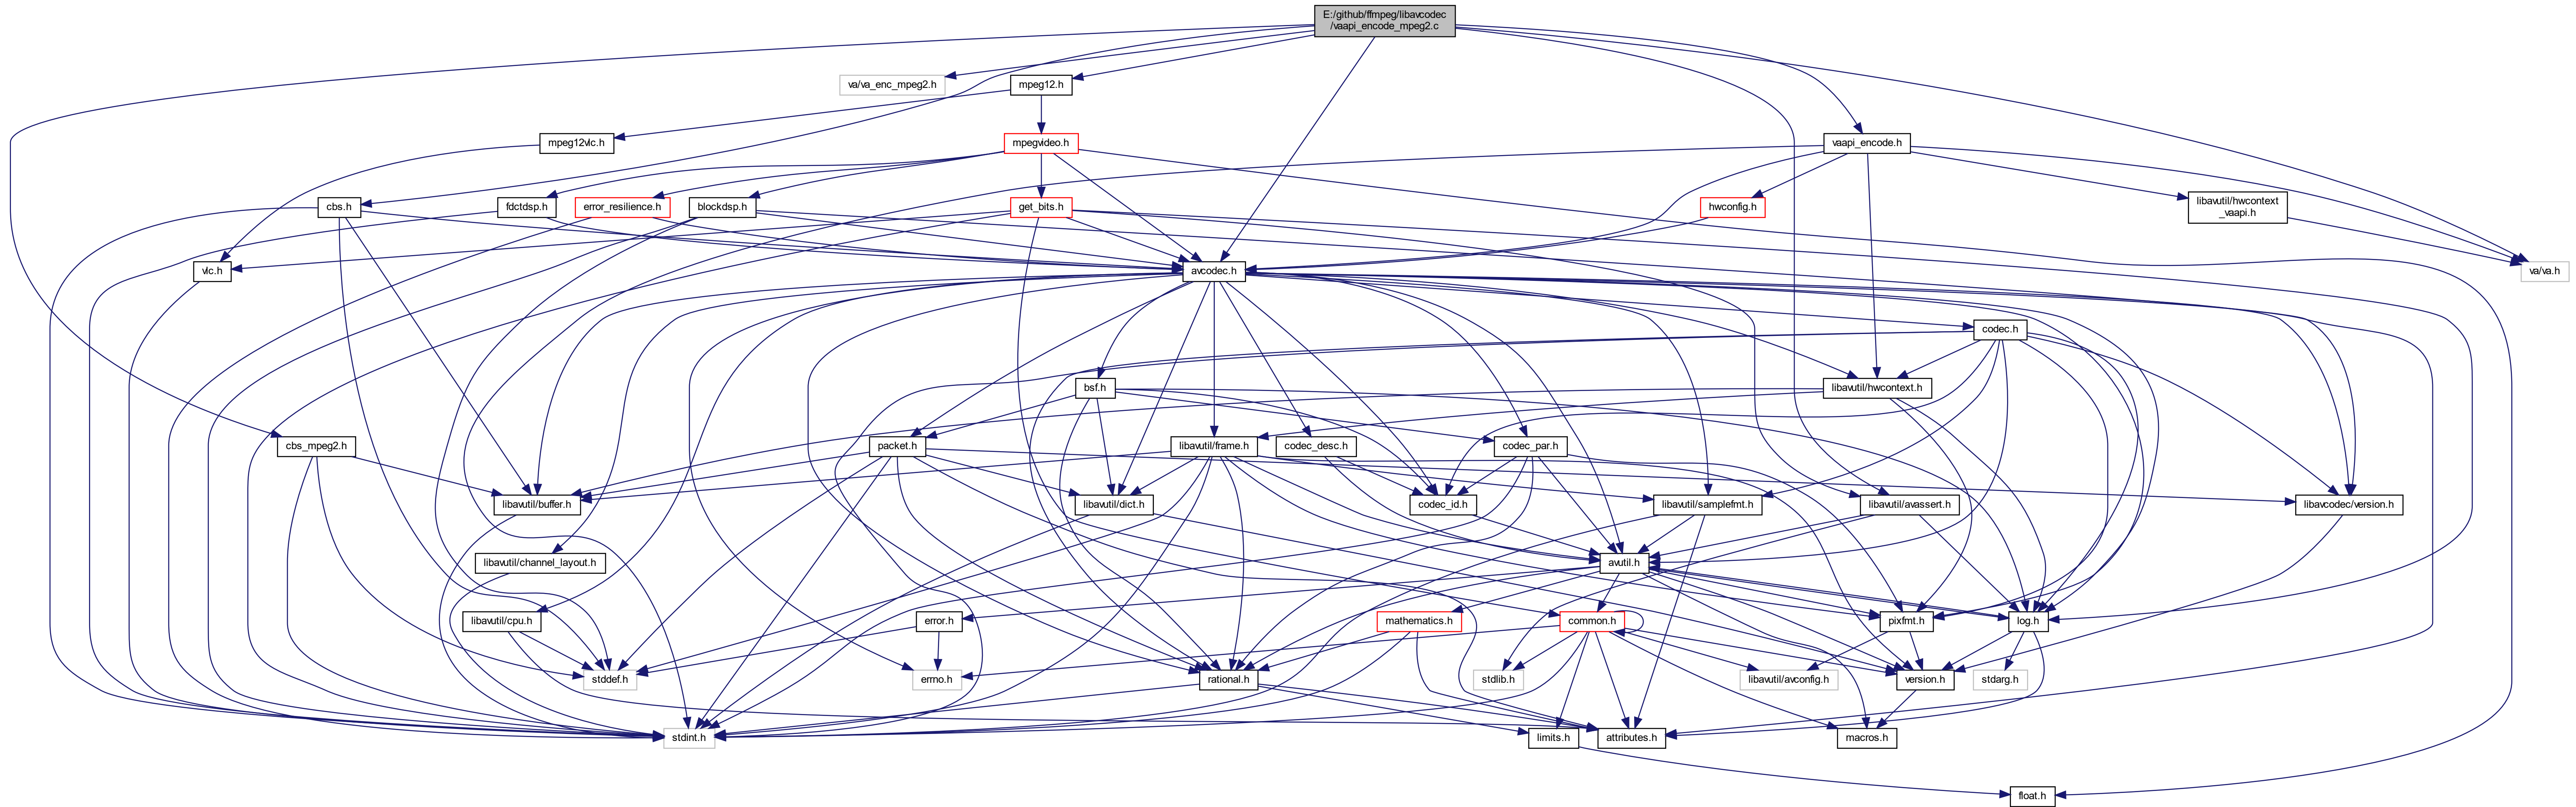 E:/github/ffmpeg/libavcodec
/vaapi_encode_mpeg2.c
va/va_enc_mpeg2.h
mpeg12.h
mpeg12vlc.h
mpegvideo.h
vaapi_encode.h
cbs.h
fdctdsp.h
error_resilience.h
blockdsp.h
get_bits.h
hwconfig.h
libavutil/hwcontext
_vaapi.h
vlc.h
avcodec.h
va/va.h
codec.h
bsf.h
libavutil/hwcontext.h
cbs_mpeg2.h
packet.h
libavutil/frame.h
codec_desc.h
codec_par.h
libavutil/buffer.h
libavutil/dict.h
codec_id.h
libavutil/samplefmt.h
libavutil/avassert.h
libavcodec/version.h
libavutil/channel_layout.h
avutil.h
libavutil/cpu.h
error.h
mathematics.h
common.h
pixfmt.h
log.h
stddef.h
errno.h
rational.h
stdlib.h
libavutil/avconfig.h
version.h
stdarg.h
stdint.h
limits.h
attributes.h
macros.h
float.h